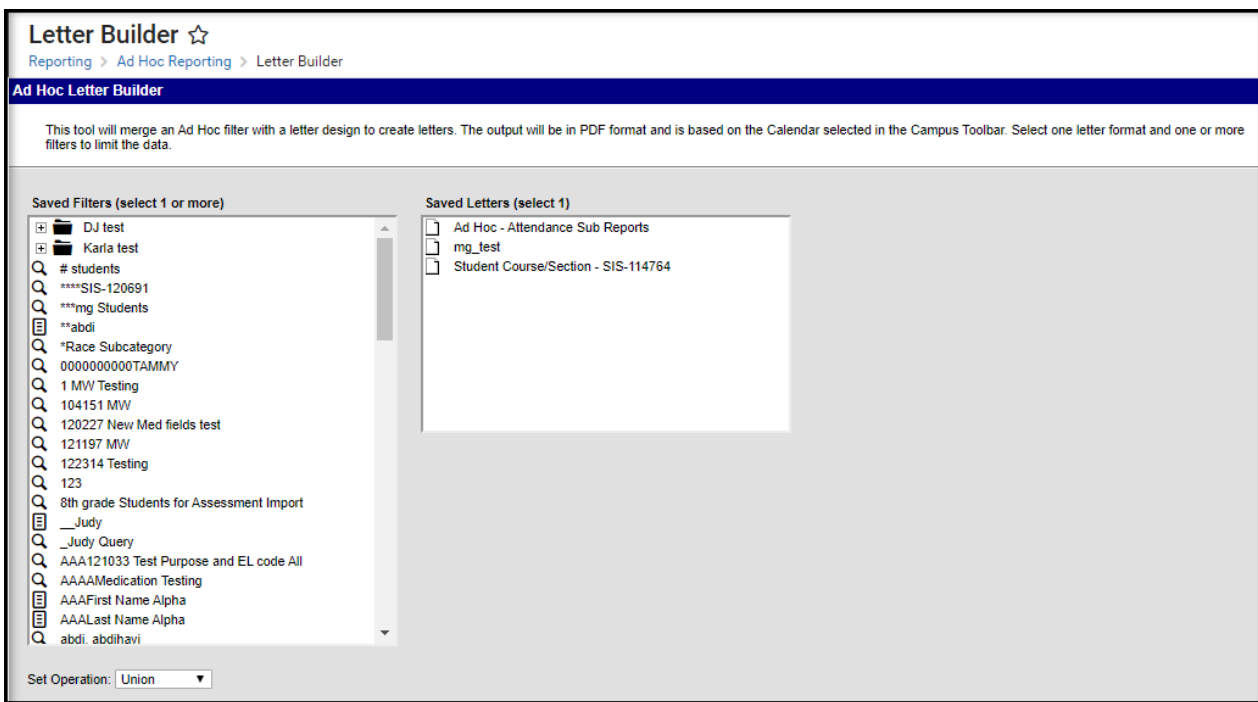 Letter Builder
Reporting > Ad Hoc Reporting > Letter Builder
Ad Hoc Letter Builder
This tool will merge an Ad Hoc filter with a letter design to create letters. The output will be in PDF format and is based on the Calendar selected in the Campus Toolbar. Select one letter format and one or more
filters to limit the data.
Saved Filters (select 1 or more)
DJ test
Karla test
# students
****SIS-120691
***mg Students
**abdi
*Race Subcategory
0000000000TAMMY
1 MW Testing
104151 MW
120227 New Med fields test
121197 MW
122314 Testing
123
8th grade Students for Assessment Import
__Judy
_Judy Query
AAA121033 Test Purpose and EL code All
AAAAMedication Testing
AAAFirst Name Alpha
AAALast Name Alpha
abdi. abdihavi
Saved Letters (select 1)
Ad Hoc - Attendance Sub Reports
mg_test
Student Course/Section - SIS-114764
Set Operation: Union